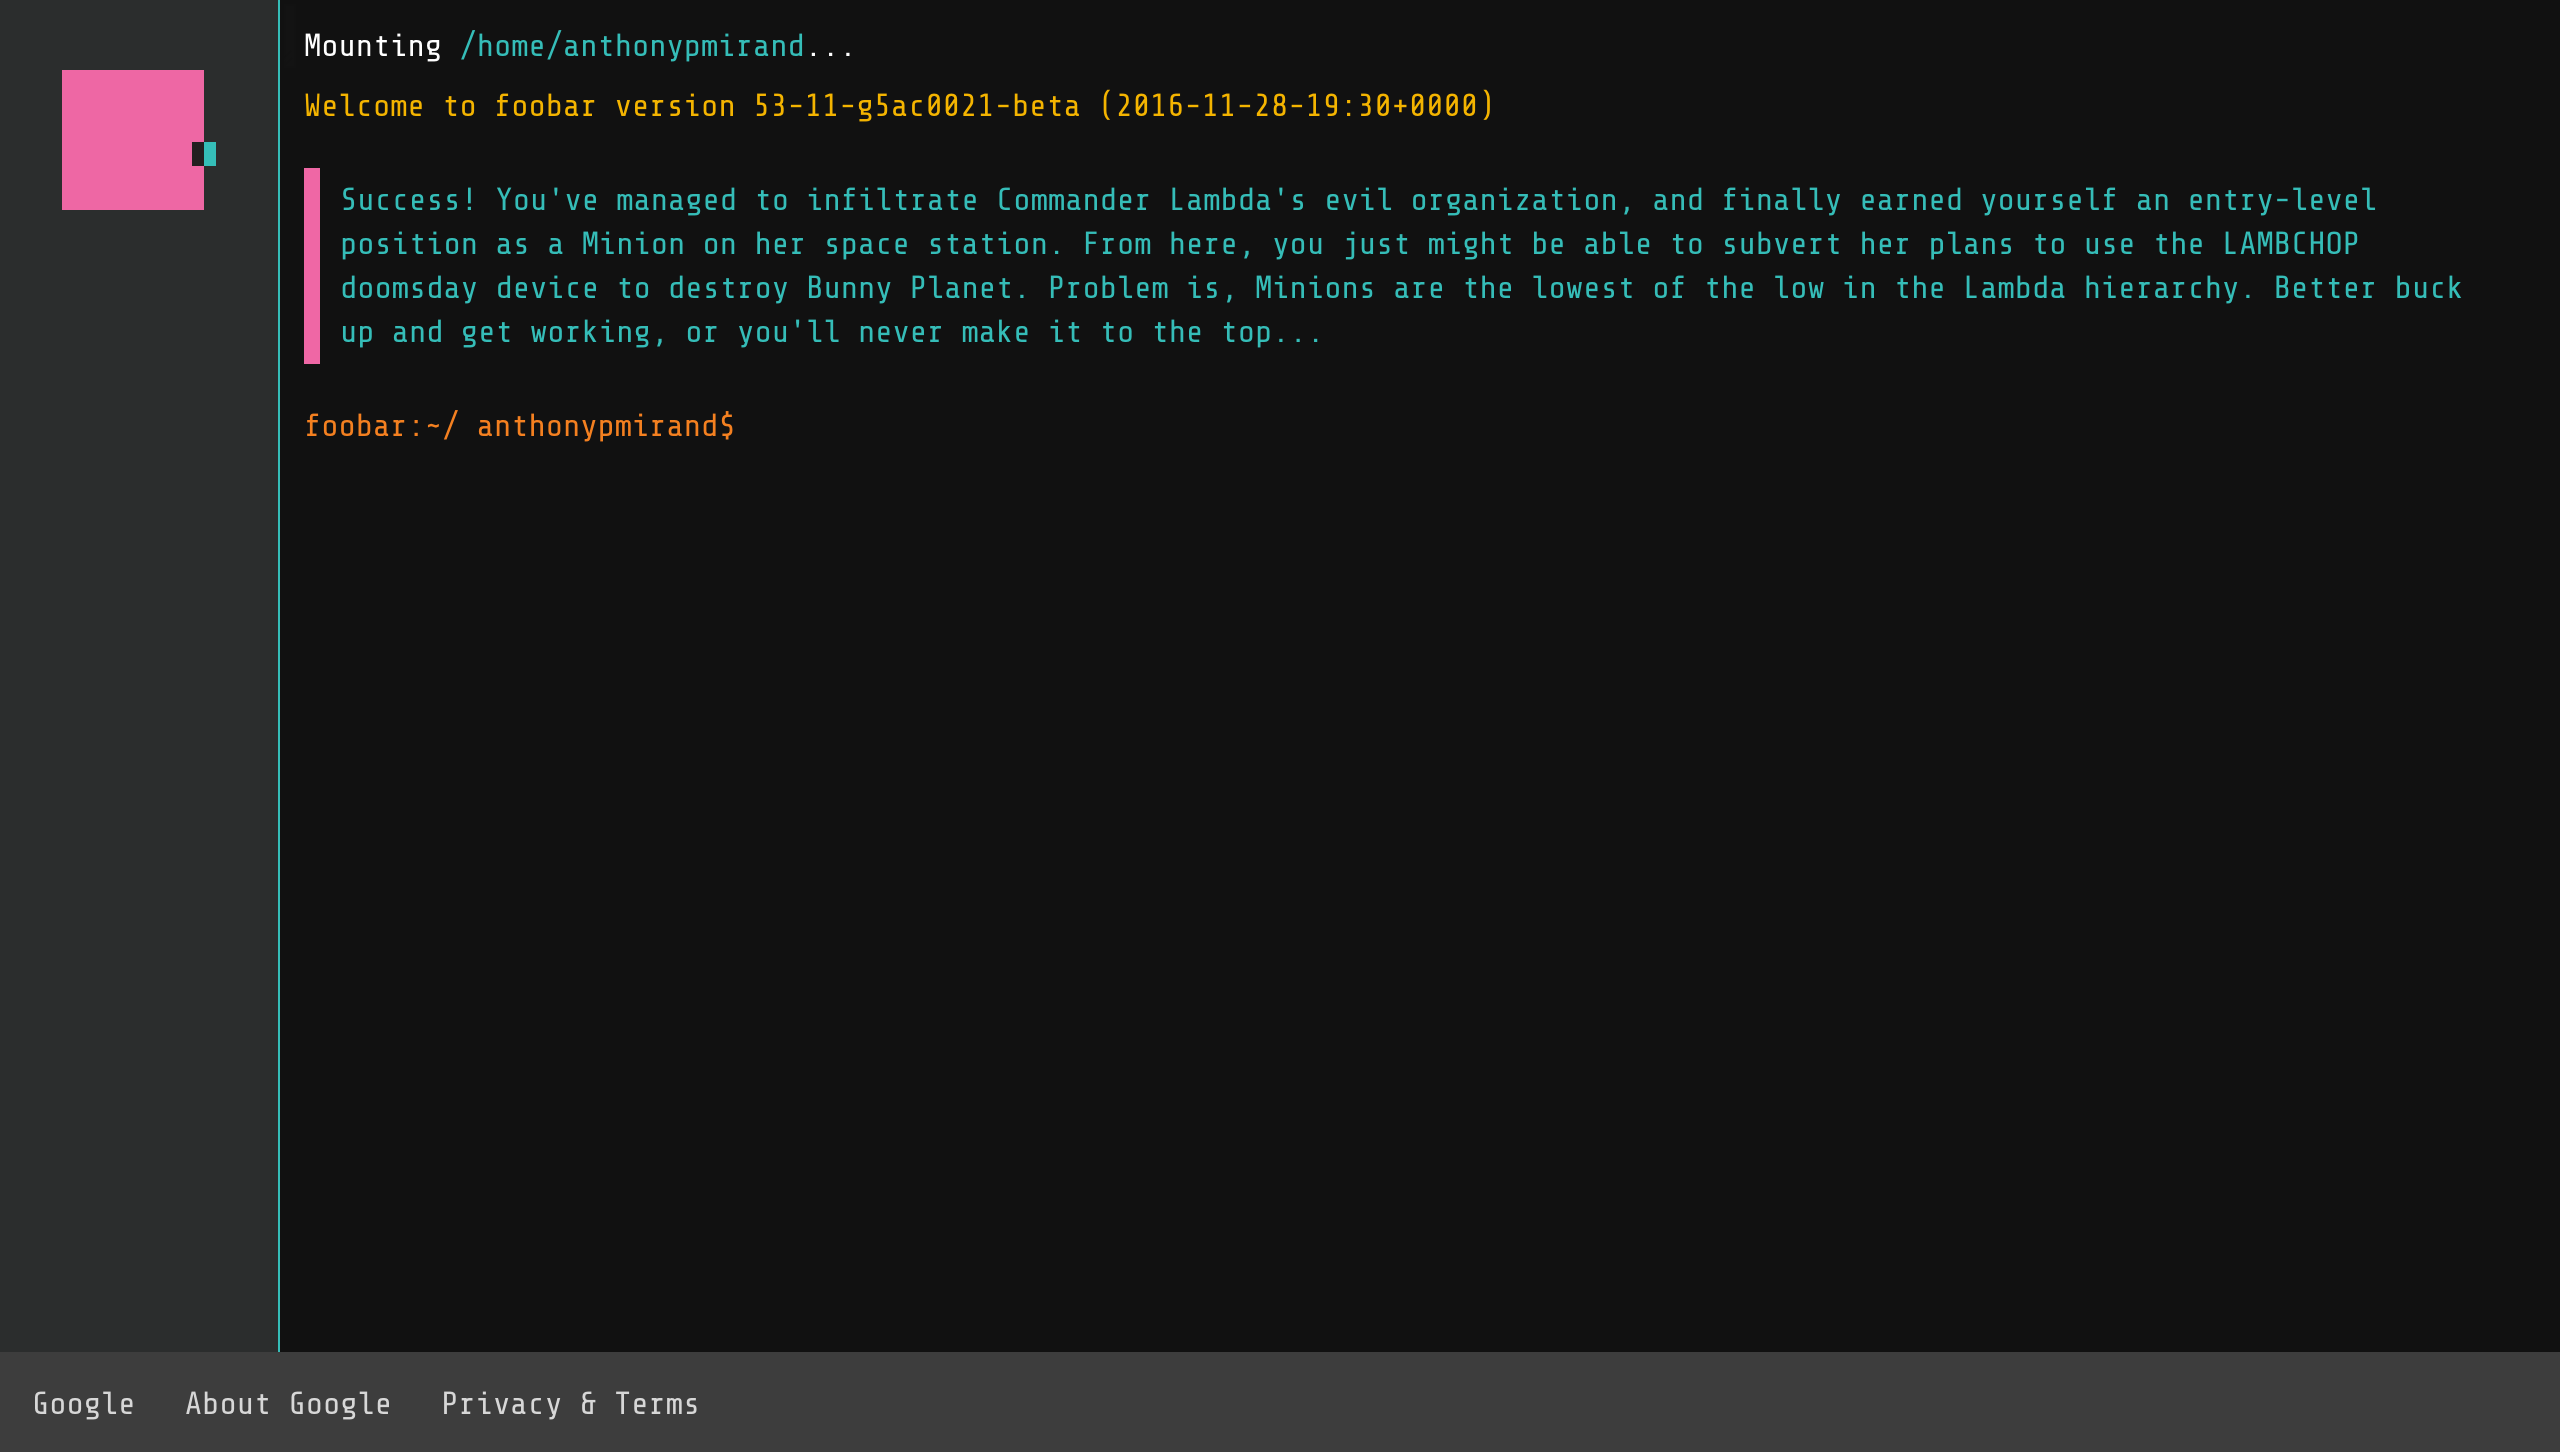 Mounting /home/anthonypmirand...
Welcome to foobar version 53-11-g5ac0021-beta (2016-11-28-19:30+0000)
Success! You've managed to infiltrate Commander Lambda's evil organization, and finally earned yourself an entry-level
position as a Minion on her space station. From here, you just might be able to subvert her plans to use the LAMBCHOP
doomsday device to destroy Bunny Planet. Problem is, Minions are the lowest of the low in the Lambda hierarchy. Better buck
up and get working, or you'll never make it to the top...
foobar:~/ anthonypmirand$
Google About Google Privacy & Terms